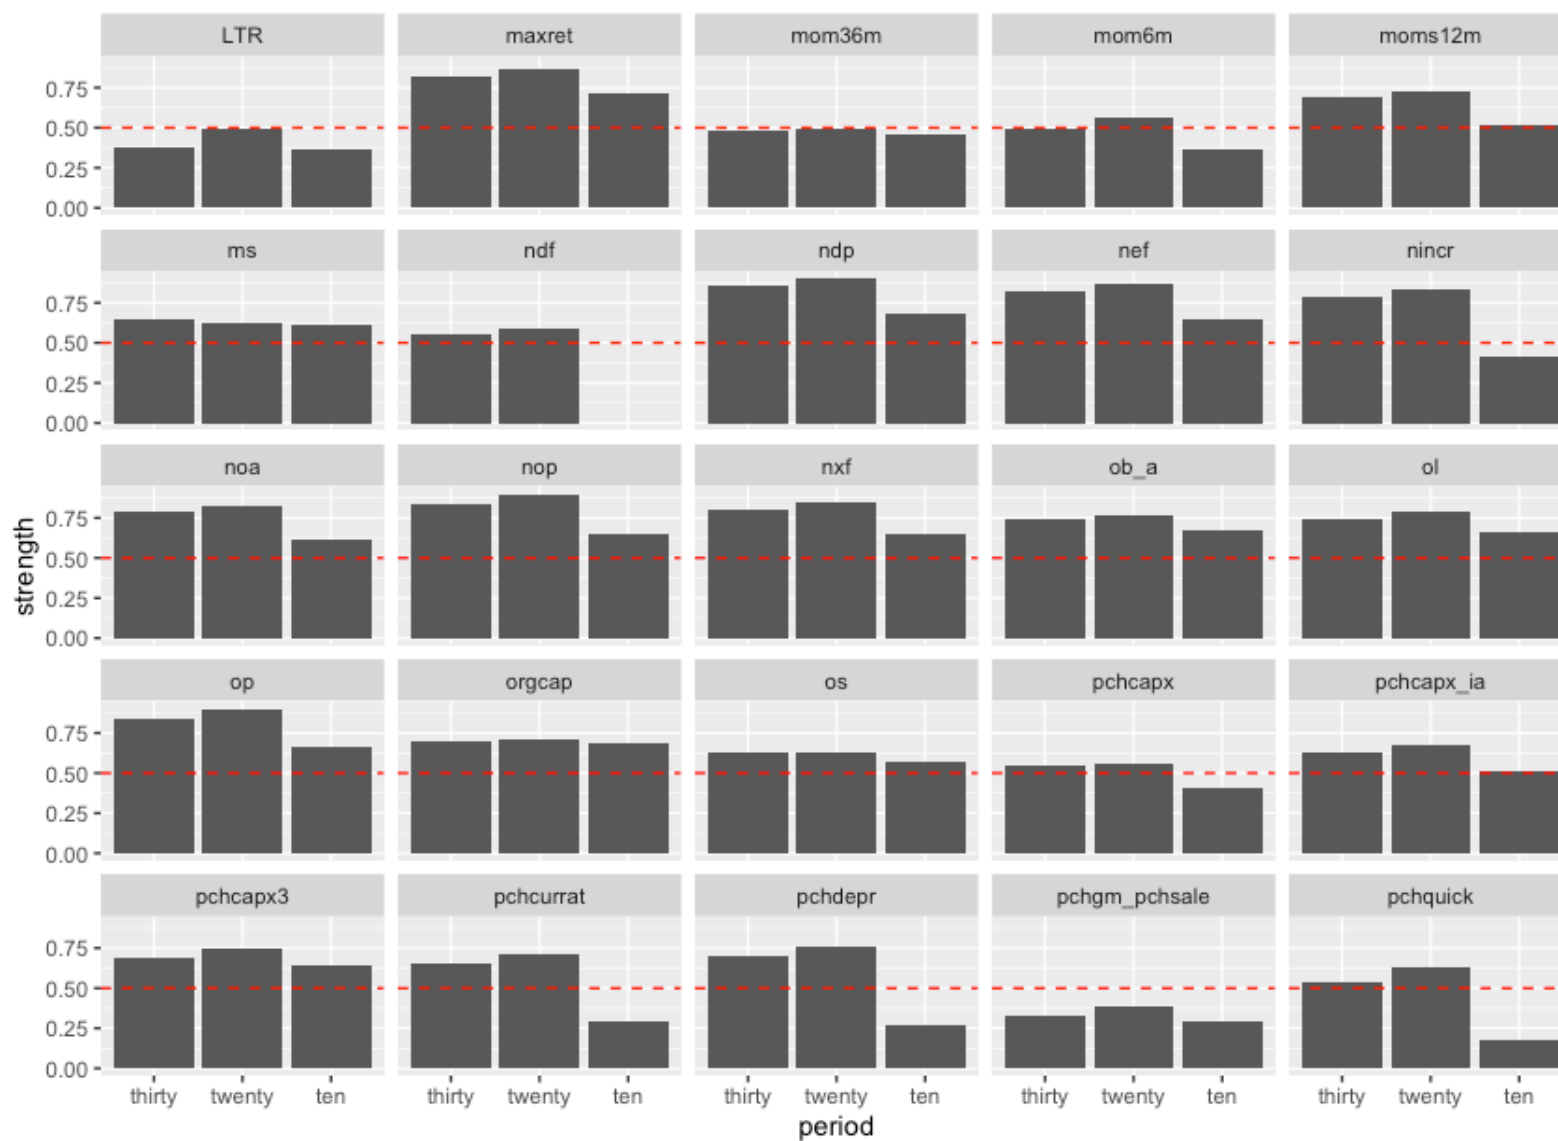 LTR maxret mom36m mom6m moms12m
0.75
0.50
0.25
0.00
ms ndf ndp nef nincr
0.75
0.50
0.25
0.00
noa nop nxf ob_a ol
0.75
0.50
0.25
0.00
strength
op orgcap os pchcapx pchcapx_ia
0.75
0.50
0.25
0.00
pchcapx3 pchcurrat pchdepr pchgm_pchsale pchquick
0.75
0.50
0.25
0.00
thirty twenty ten thirty twenty ten thirty twenty ten thirty twenty ten thirty twenty ten
period